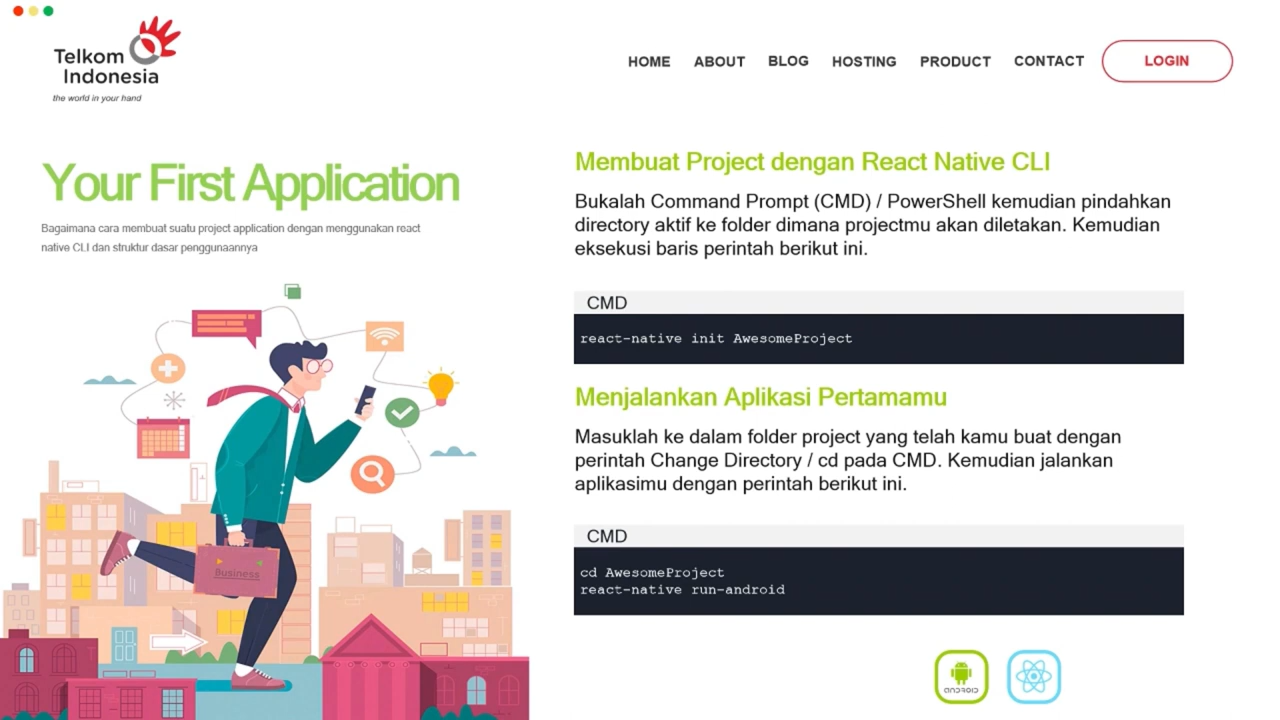 Telkom
Indonesia
the world in your hand
HOME ABOUT BLOG HOSTING PRODUCT CONTACT LOGIN
Your First Application
Bagaimana cara membuat suatu project application dengan menggunakan react
native CLI dan struktur dasar penggunaannya
Business
Membuat Project dengan React Native CLI
Bukalah Command Prompt (CMD) / PowerShell kemudian pindahkan
directory aktif ke folder dimana projectmu akan diletakan. Kemudian
eksekusi baris perintah berikut ini.
CMD
react-native init AwesomeProject
Menjalankan Aplikasi Pertamamu
Masuklah ke dalam folder project yang telah kamu buat dengan
perintah Change Directory / cd pada CMD. Kemudian jalankan
aplikasimu dengan perintah berikut ini.
CMD
cd AwesomeProject
react-native run-android
ANDROID